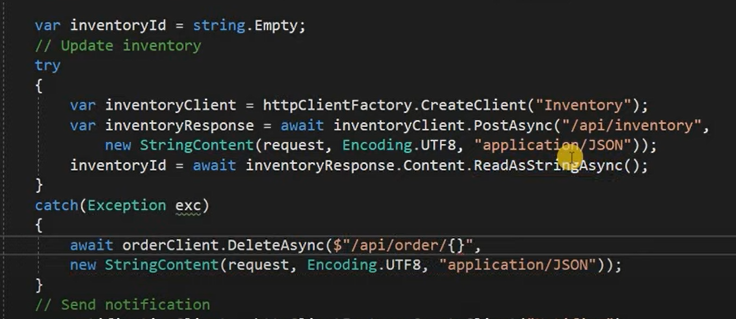 var inventoryId = string.Empty;
// Update inventory
try
{
var inventoryClient = httpClientFactory.CreateClient("Inventory");
var inventoryResponse = await inventoryClient.PostAsync("/api/inventory",
new StringContent(request, Encoding.UTF8, "application/JSON"));
inventoryId = await inventoryResponse.Content.ReadAsStringAsync();
}
catch(Exception exc)
{
await orderClient.DeleteAsync($"/api/order/{}",
new StringContent(request, Encoding.UTF8, "application/JSON"));
}
// Send notification